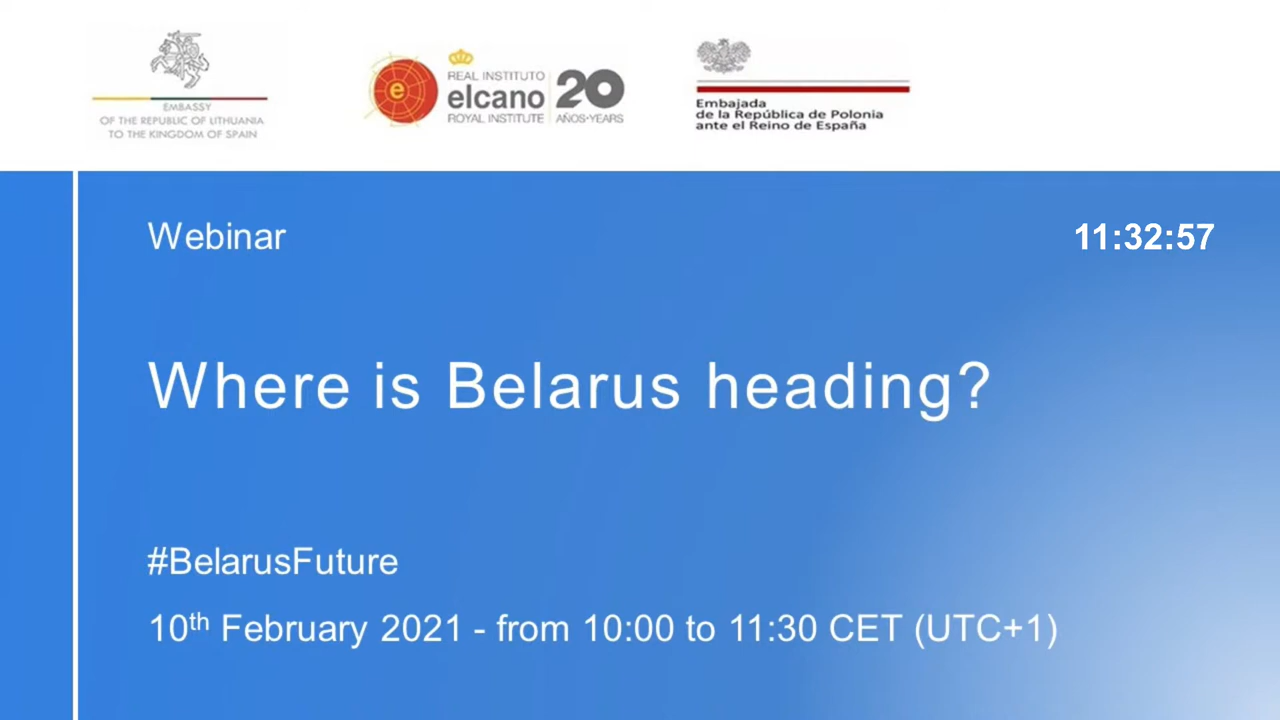 EMBASSY
OF THE REPUBLIC OF LITHUANIA
TO THE KINGDOM OF SPAIN
e
REAL INSTITUTO
elcano
ROYAL INSTITUTE
20
AÑOS·YEARS
Embajada
de la República de Polonia
ante el Reino de España
Webinar
11:32:57
Where is Belarus heading?
#BelarusFuture
10th February 2021 - from 10:00 to 11:30 CET (UTC+1)